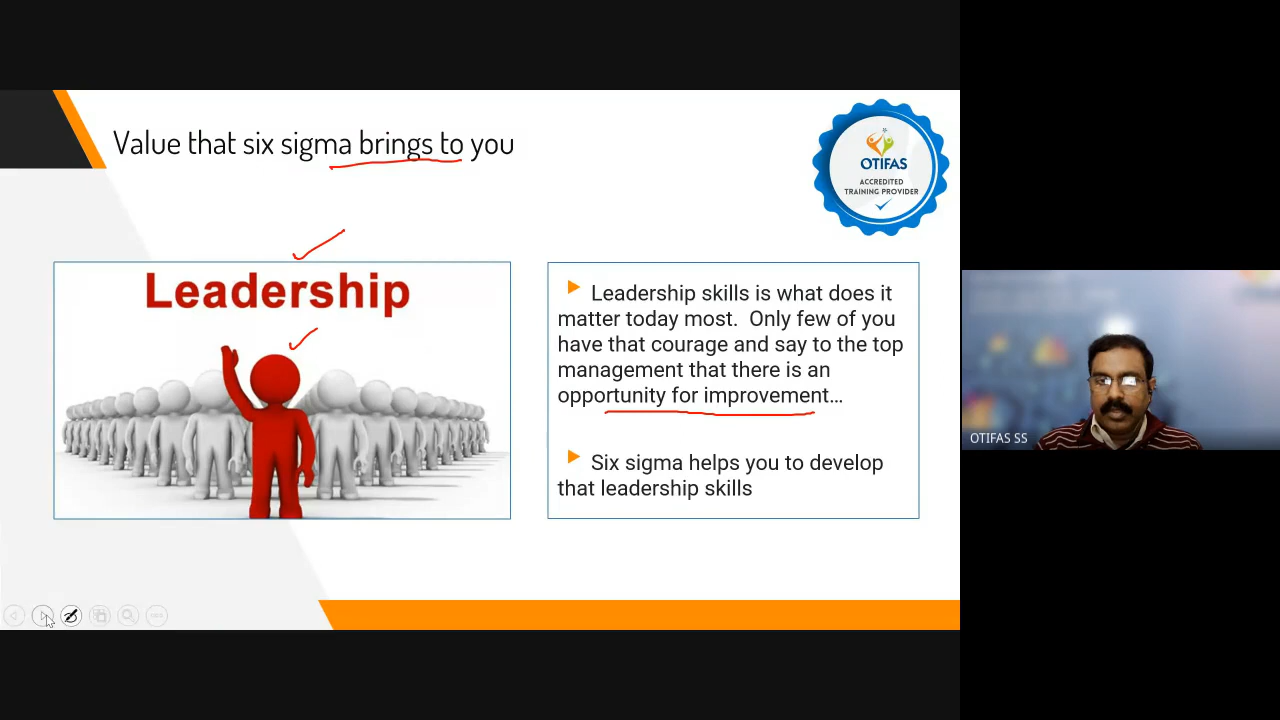 Value that six sigma brings to you
OTIFAS
ACCREDITED
TRAINING PROVIDER
Leadership
Leadership skills is what does it
matter today most. Only few of you
have that courage and say to the top
management that there is an
opportunity for improvement...
Six sigma helps you to develop
that leadership skills
OTIFAS SS